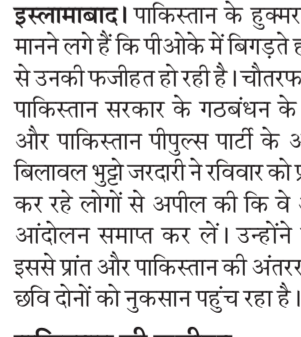 इस्लामाबाद। पाकिस्तान के
मानने लगे हैं कि पीओके में बिगड़ते
से उनकी फजीहत हो रही है।
पाकिस्तान सरकार के गठबंधन के
और पाकिस्तान पीपुल्स पार्टी के
बिलावल भुट्टो जरदारी ने रविवार को
कर रहे लोगों से अपील की कि वे
आंदोलन समाप्त कर लें। उन्होंने
इससे प्रांत और पाकिस्तान की
छवि दोनों को नुकसान पहुंच रहा है।